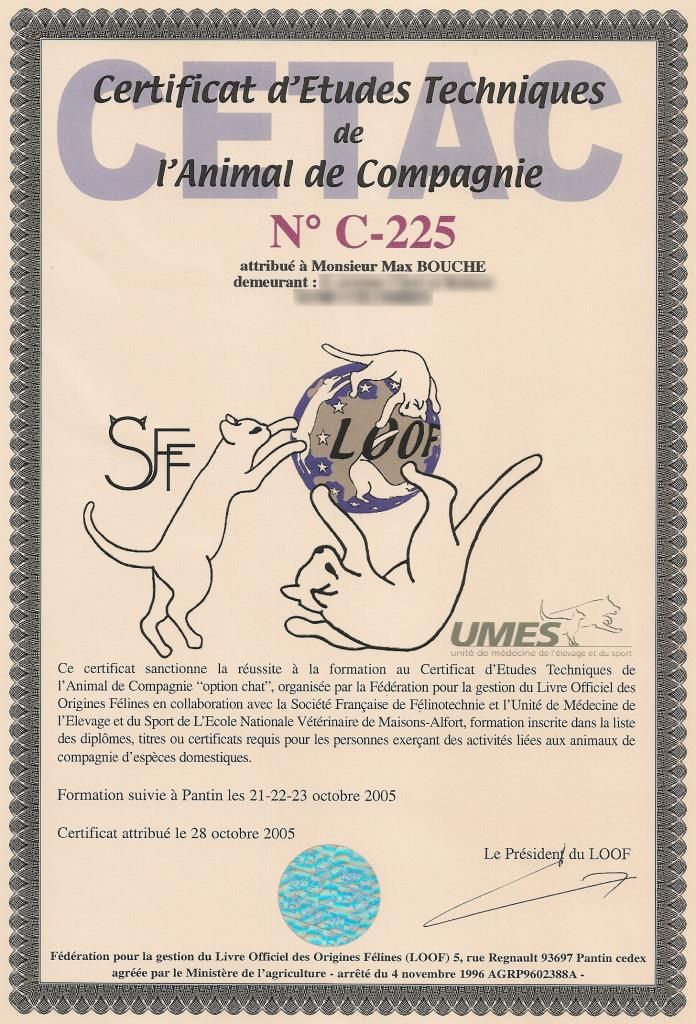 CETAC
Certificat d'Etudes Techniques
de
l'Animal de Compagnie
N° C-225
attribué à Monsieur Max BOUCHE
demeurant :
SFF
LOOF
UMES
unité de médecine de l'élevage et du sport
Ce certificat sanctionne la réussite à la formation au Certificat d'Etudes Techniques de
l'Animal de Compagnie “option chat”, organisée par la Fédération pour la gestion du Livre Officiel des
Origines Félines en collaboration avec la Société Française de Félinotechnie et l'Unité de Médecine de
l'Elevage et du Sport de L'Ecole Nationale Vétérinaire de Maisons-Alfort, formation inscrite dans la liste
des diplômes, titres ou certificats requis pour les personnes exerçant des activités liées aux animaux de
compagnie d'espèces domestiques.
Formation suivie à Pantin les 21-22-23 octobre 2005
Certificat attribué le 28 octobre 2005
Le Président du LOOF
Fédération pour la gestion du Livre Officiel des Origines Félines (LOOF) 5, rue Regnault 93697 Pantin cedex
agréée par le Ministère de l'agriculture - arrêté du 4 novembre 1996 AGRP9602388A -